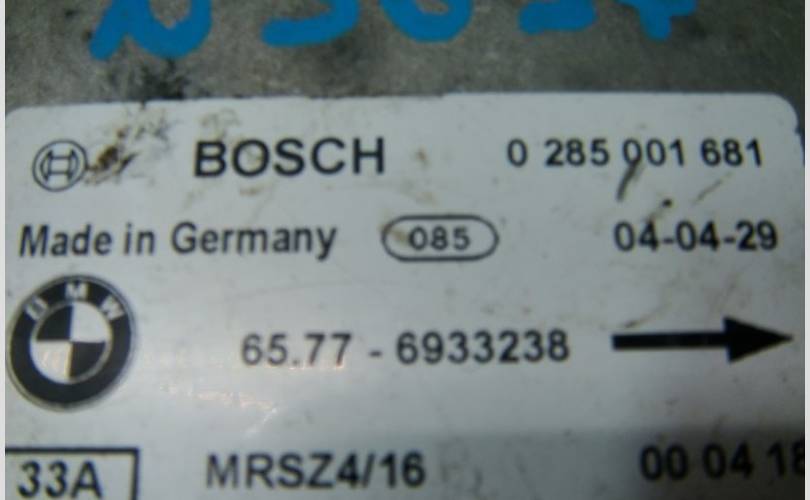 BOSCH 0 285 001 681
Made in Germany 085 04-04-29
BMW
65.77 - 6933238
33A MRSZ4/16 00 04 18